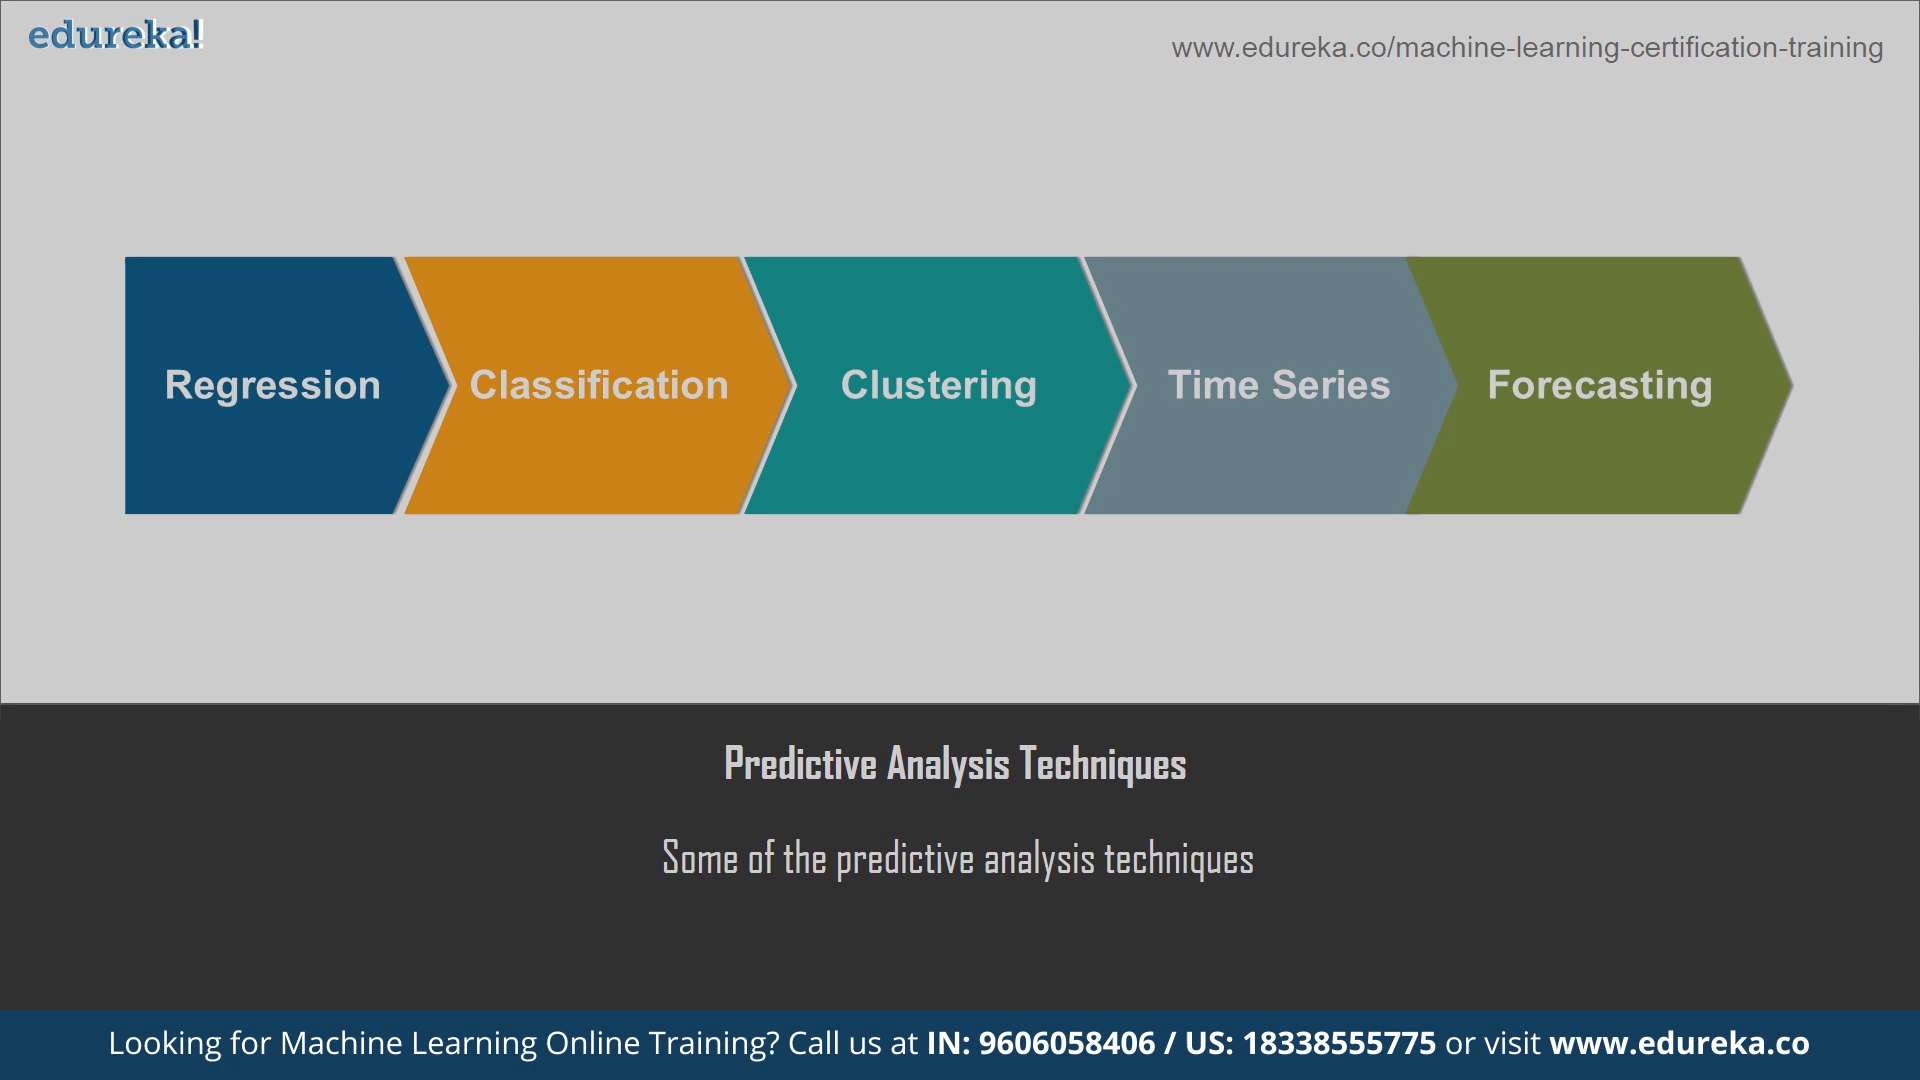 edureka!
www.edureka.co/machine-learning-certification-training
Regression
Classification
Clustering
Time Series
Forecasting
Predictive Analysis Techniques
Some of the predictive analysis techniques
Looking for Machine Learning Online Training? Call us at IN: 9606058406 / US: 18338555775 or visit www.edureka.co